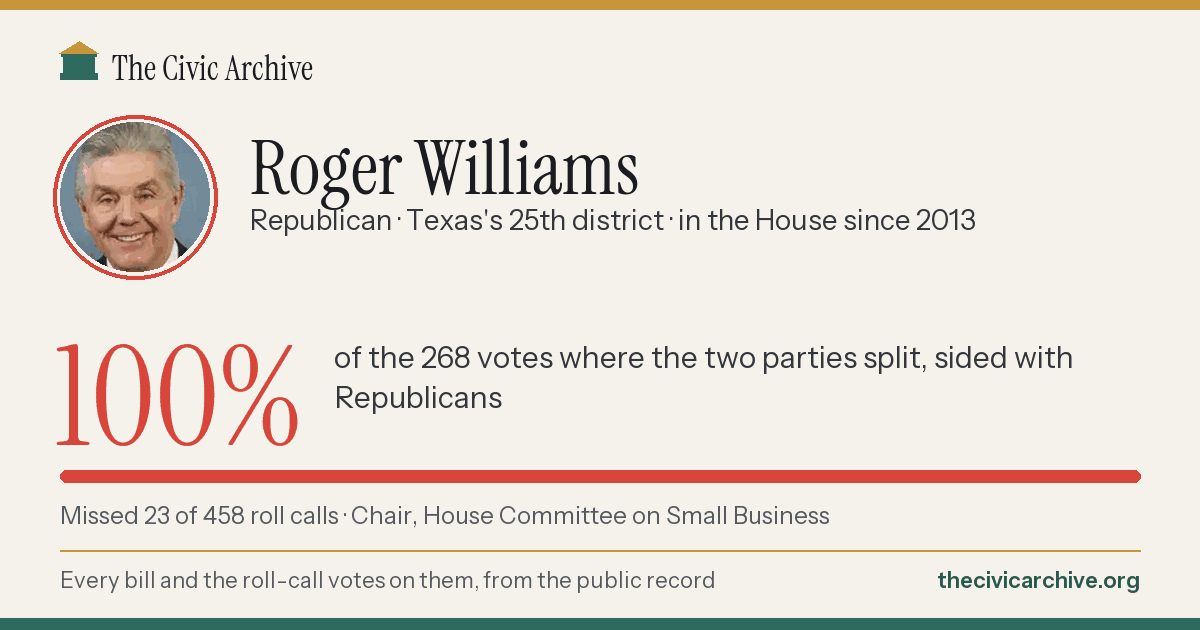 The Civic Archive
Roger Williams
Republican · Texas's 25th district · in the House since 2013
100%
of the 268 votes where the two parties split, sided with
Republicans
Missed 23 of 458 roll calls · Chair, House Committee on Small Business
Every bill and the roll-call votes on them, from the public record
thecivicarchive.org